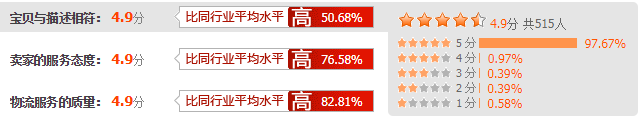 宝贝与描述相符： 4.9分 比同行业平均水平 高 50.68%
卖家的服务态度： 4.9分 比同行业平均水平 高 76.58%
物流服务的质量： 4.9分 比同行业平均水平 高 82.81%
4.9分 共515人
5 分 97.67%
4 分 0.97%
3 分 0.39%
2 分 0.39%
1 分 0.58%